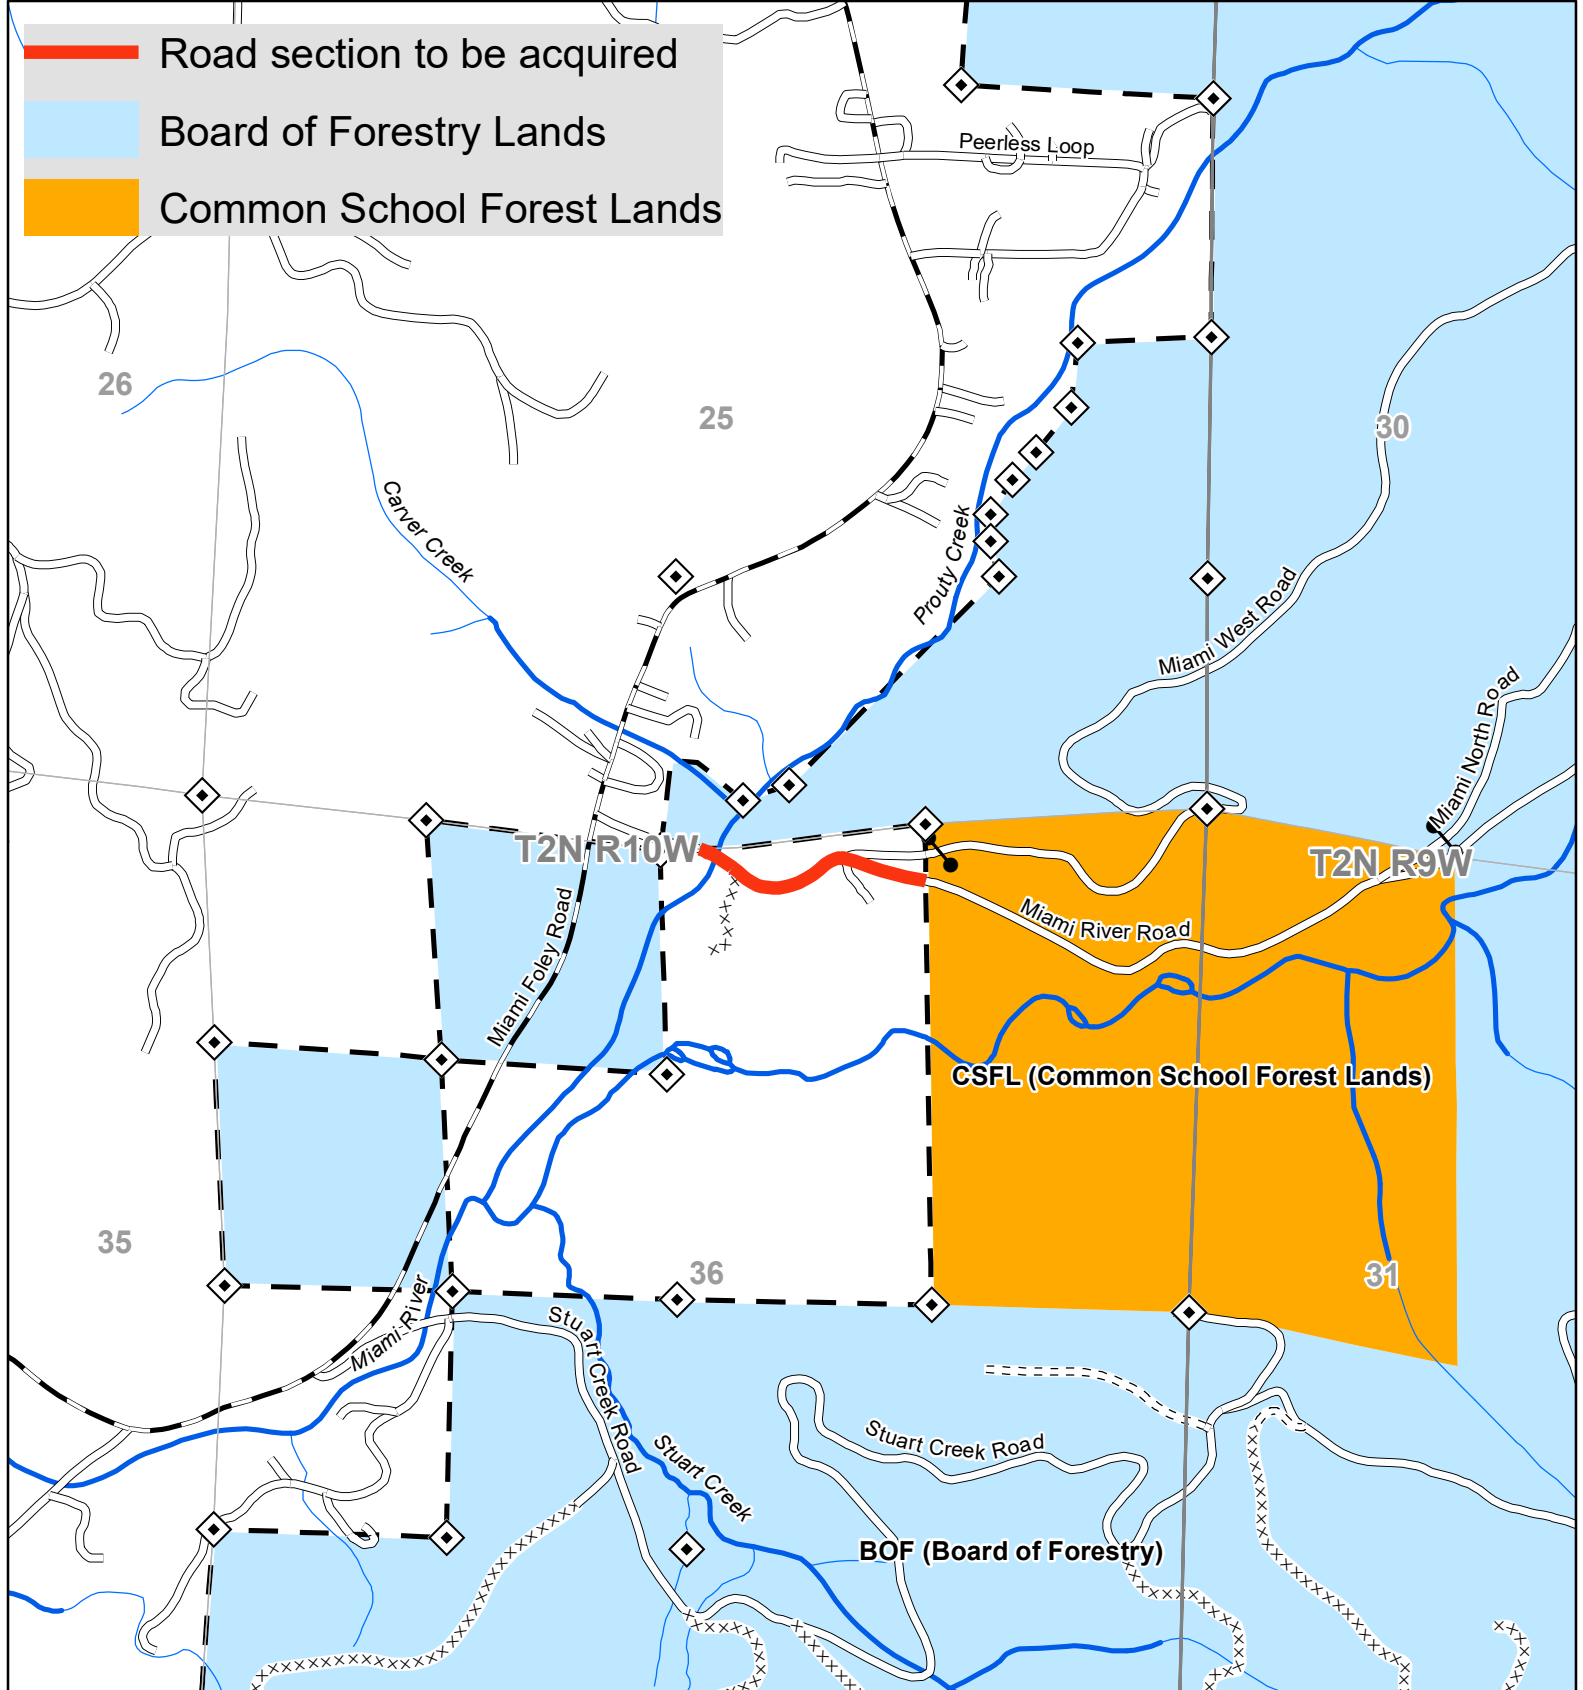 Road section to be acquired
Board of Forestry Lands
Common School Forest Lands
Peerless Loop
26
25
30
Carver Creek
Prouty Creek
Miami West Road
Miami North Road
T2N R10W
T2N R9W
Miami Foley Road
Miami River Road
CSFL (Common School Forest Lands)
35
36
31
Miami River
Stuart Creek Road
Stuart Creek Road
Stuart Creek
BOF (Board of Forestry)